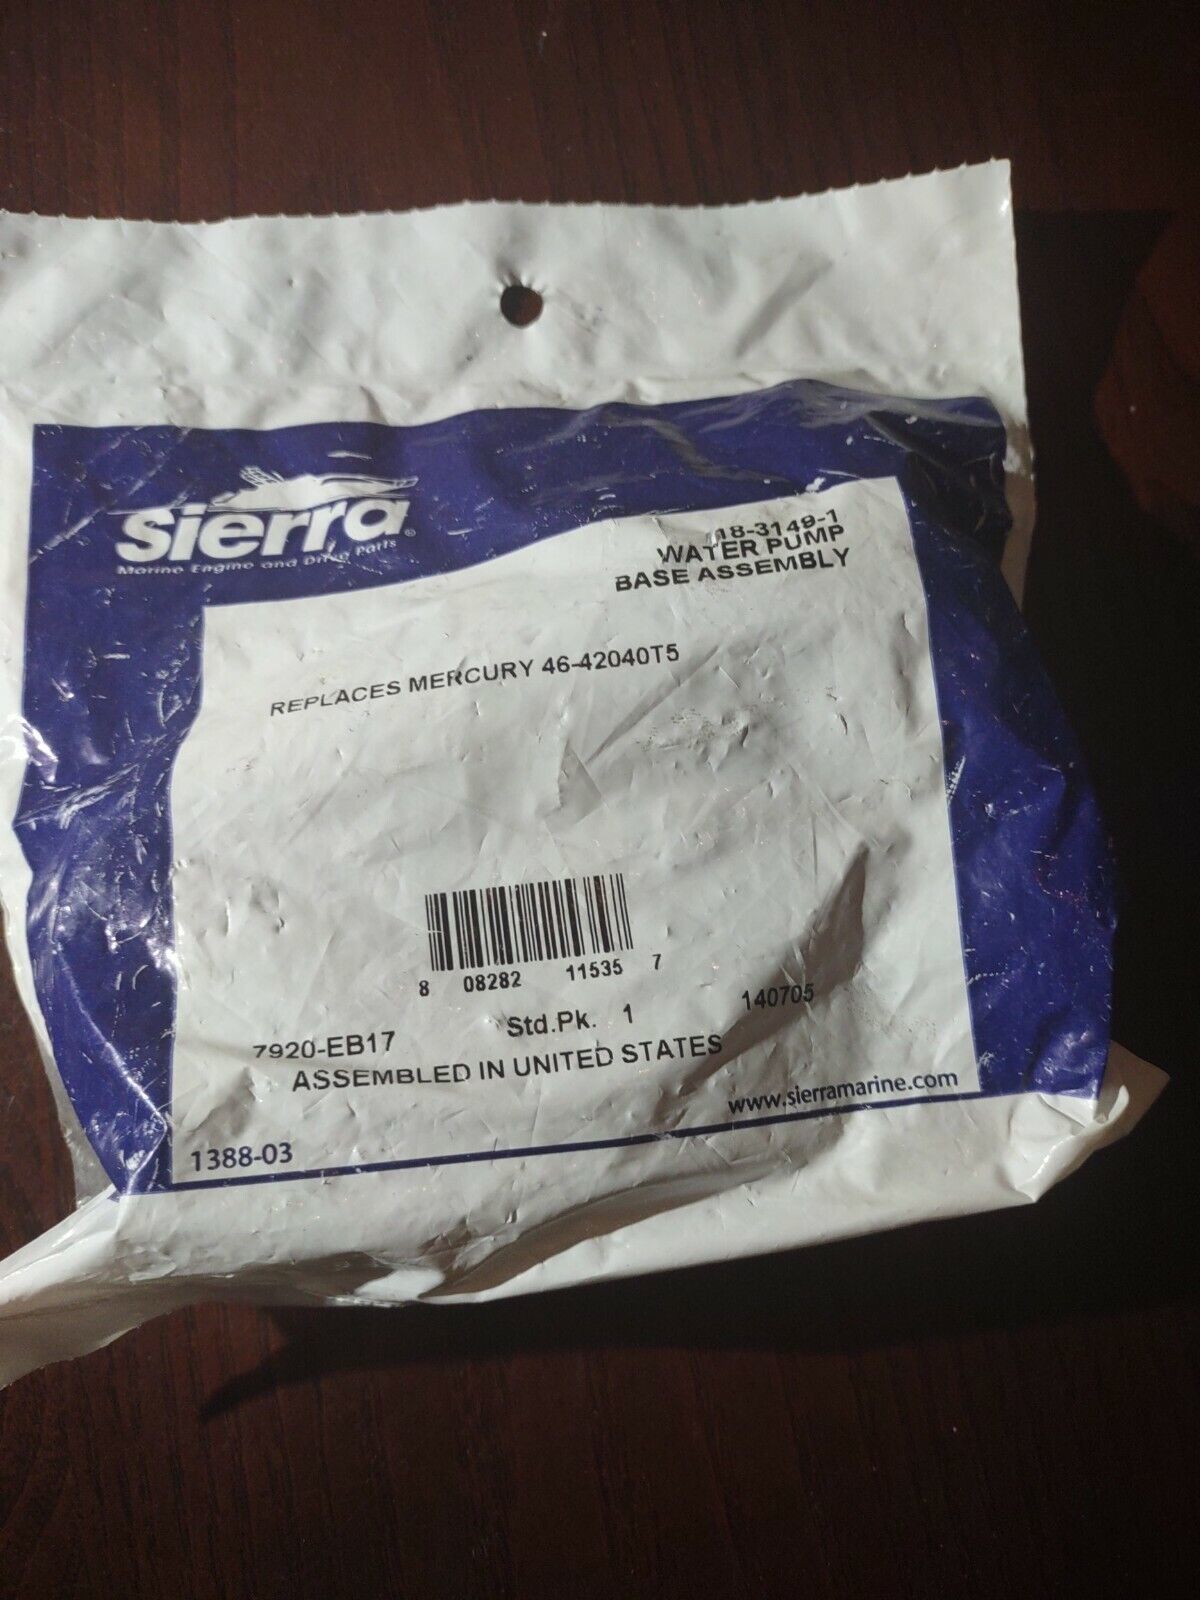 sierra®
Marine Engine and Drive Parts
18-3149-1
WATER PUMP
BASE ASSEMBLY
REPLACES MERCURY 46-42040T5
8 08282 11535 7
7920-EB17 Std.Pk. 1 140705
ASSEMBLED IN UNITED STATES
www.sierramarine.com
1388-03